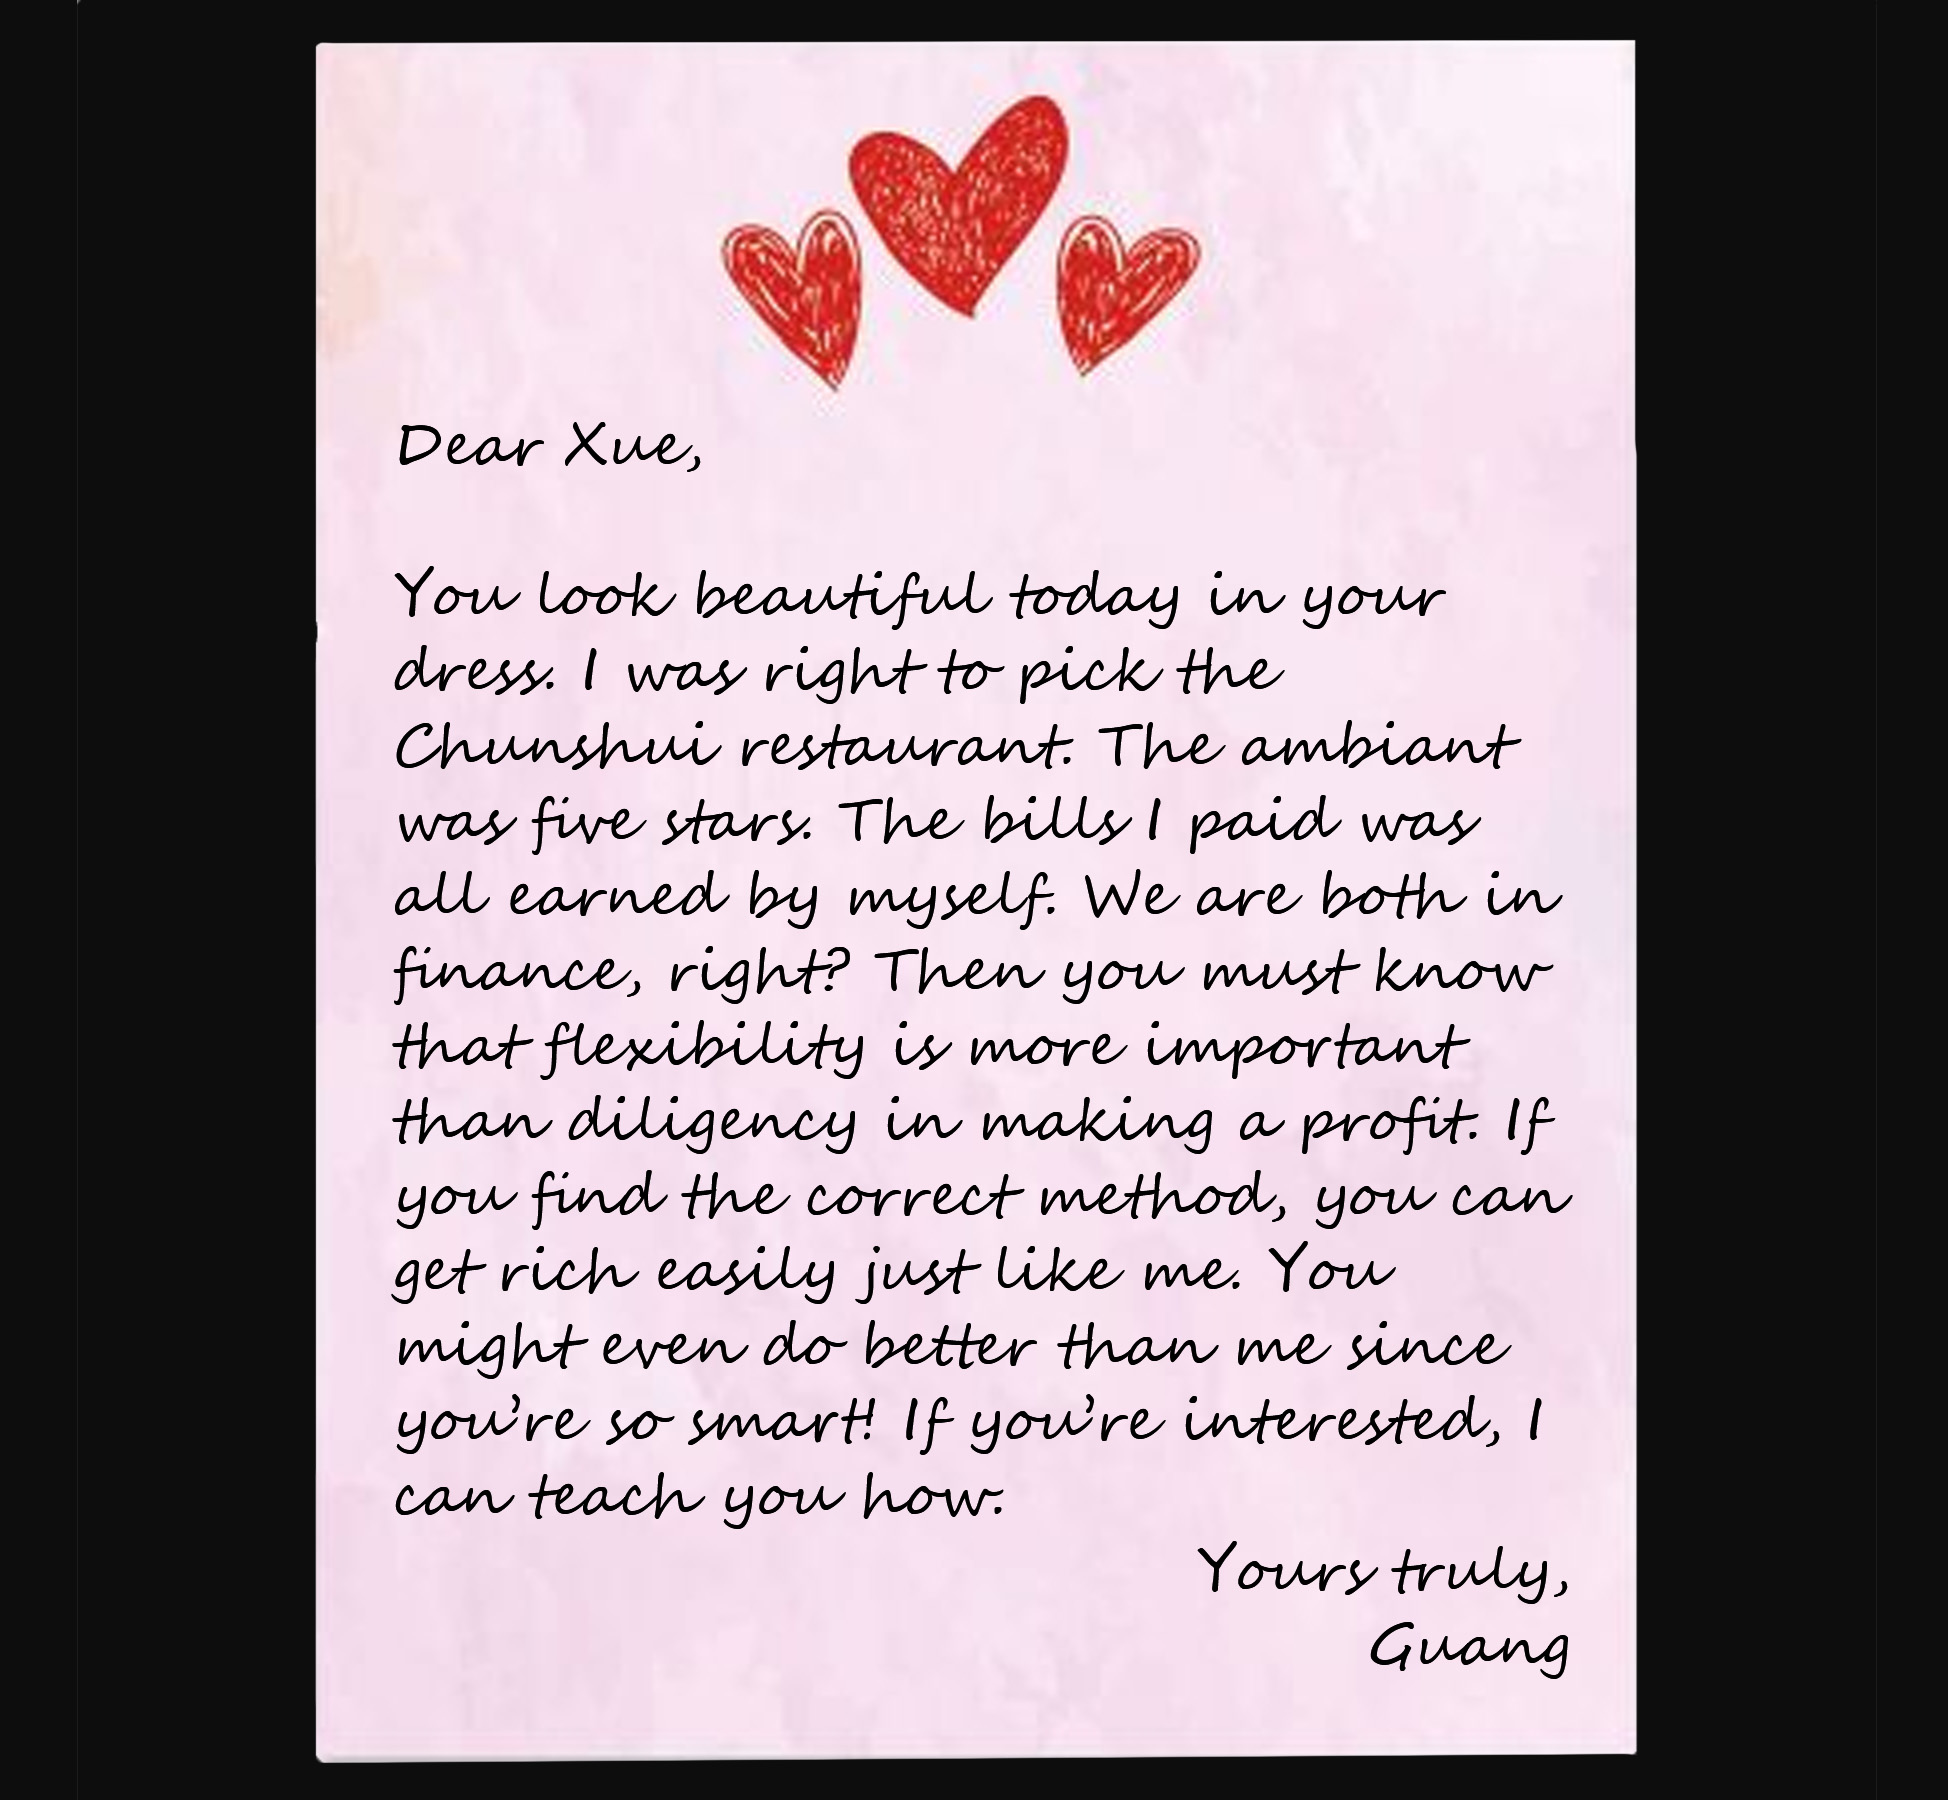 Dear Xue,
You look beautiful today in your
dress. I was right to pick the
Chunshui restaurant. The ambiant
was five stars. The bills I paid was
all earned by myself. We are both in
finance, right? Then you must know
that flexibility is more important
than diligency in making a profit. If
you find the correct method, you can
get rich easily just like me. You
might even do better than me since
you're so smart! If you're interested, I
can teach you how.
Yours truly,
Guang